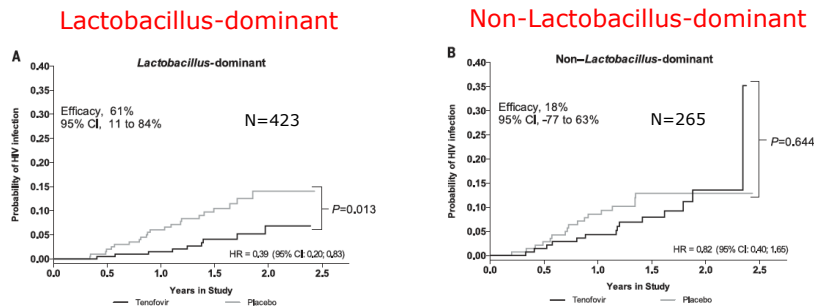 Lactobacillus-dominant
Non-Lactobacillus-dominant
A
Lactobacillus-dominant
0.40
0.35
0.30
0.25
0.20
0.15
0.10
0.05
0.00
Probability of HIV infection
Efficacy, 61%
95% CI, 11 to 84%
N=423
P=0.013
HR = 0.39 (95% CI: 0.20; 0.83)
0.0 0.5 1.0 1.5 2.0 2.5
Years in Study
Tenofovir Placebo
B
Non–Lactobacillus-dominant
0.40
0.35
0.30
0.25
0.20
0.15
0.10
0.05
0.00
Probability of HIV infection
Efficacy, 18%
95% CI, -77 to 63%
N=265
P=0.644
HR = 0.82 (95% CI: 0.40; 1.65)
0.0 0.5 1.0 1.5 2.0 2.5
Years in Study
Tenofovir Placebo